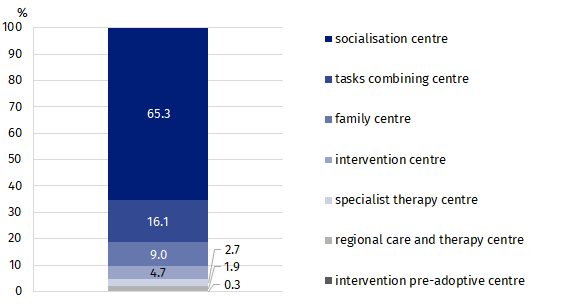 %
100
90
80
70
60
50
40
30
20
10
0
65.3
16.1
9.0
4.7
2.7
1.9
0.3
socialisation centre
tasks combining centre
family centre
intervention centre
specialist therapy centre
regional care and therapy centre
intervention pre-adoptive centre